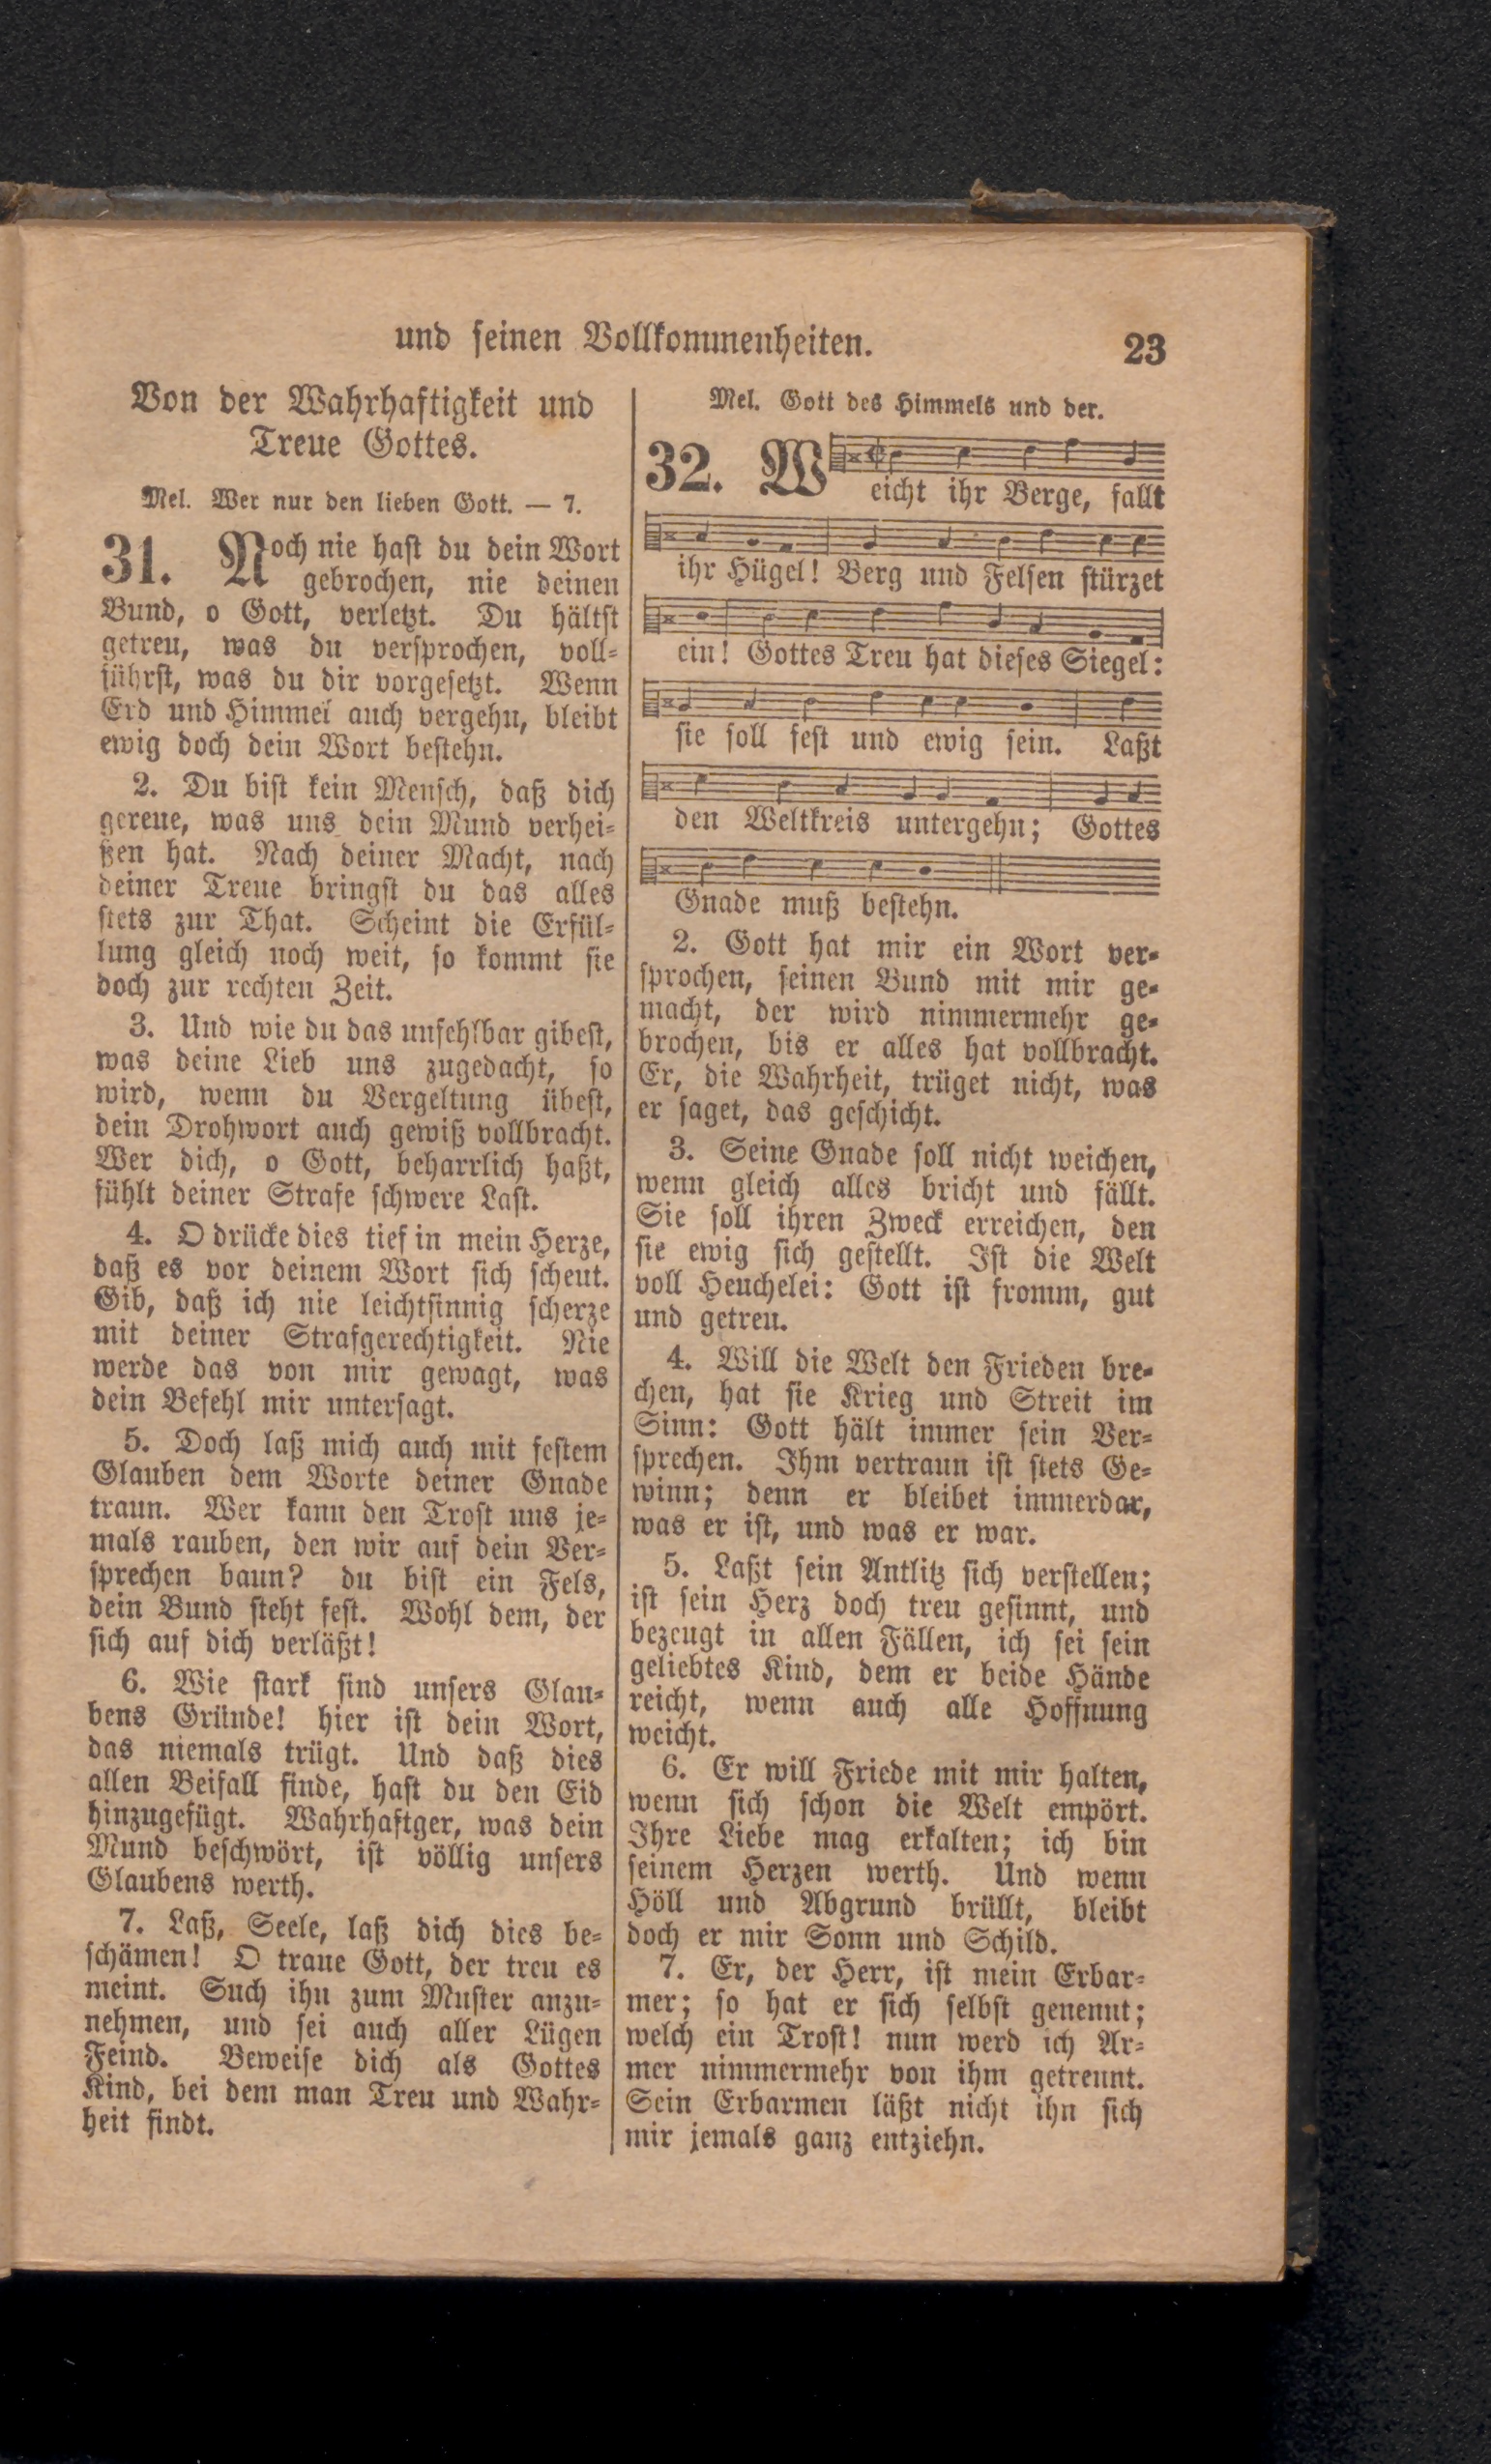 und seinen Vollkommenheiten.
23
Von der Wahrhaftigkeit und
Treue Gottes.
Mel. Wer nur den lieben Gott. — 7.
31. Noch nie hast du dein Wort
gebrochen, nie deinen
Bund, o Gott, verletzt. Du hältst
getreu, was du versprochen, voll-
führst, was du dir vorgesetzt. Wenn
Erd und Himmel auch vergehn, bleibt
ewig doch dein Wort bestehn.
2. Du bist kein Mensch, daß dich
gereue, was uns dein Mund verhei-
ßen hat. Nach deiner Macht, nach
deiner Treue bringst du das alles
stets zur That. Scheint die Erfül-
lung gleich noch weit, so kommt sie
doch zur rechten Zeit.
3. Und wie du das unfehlbar gibest,
was deine Lieb uns zugedacht, so
wird, wenn du Vergeltung übest,
dein Drohwort auch gewiß vollbracht.
Wer dich, o Gott, beharrlich haßt,
fühlt deiner Strafe schwere Last.
4. O drücke dies tief in mein Herze,
daß es vor deinem Wort sich scheut.
Gib, daß ich nie leichtsinnig scherze
mit deiner Strafgerechtigkeit. Nie
werde das von mir gewagt, was
dein Befehl mir untersagt.
5. Doch laß mich auch mit festem
Glauben dem Worte deiner Gnade
traun. Wer kann den Trost uns je-
mals rauben, den wir auf dein Ver-
sprechen baun? du bist ein Fels,
dein Bund steht fest. Wohl dem, der
sich auf dich verläßt!
6. Wie stark sind unsers Glau-
bens Gründe! hier ist dein Wort,
das niemals trügt. Und daß dies
allen Beifall finde, hast du den Eid
hinzugefügt. Wahrhaftger, was dein
Mund beschwört, ist völlig unsers
Glaubens werth.
7. Laß, Seele, laß dich dies be-
schämen! O traue Gott, der treu es
meint. Such ihn zum Muster anzu-
nehmen, und sei auch aller Lügen
Feind. Beweise dich als Gottes
Kind, bei dem man Treu und Wahr-
heit findt.
Mel. Gott des Himmels und der.
32. Weicht ihr Berge, fallt
ihr Hügel! Berg und Felsen stürzet
ein! Gottes Treu hat dieses Siegel:
sie soll fest und ewig sein. Laßt
den Weltkreis untergehn; Gottes
Gnade muß bestehn.
2. Gott hat mir ein Wort ver-
sprochen, seinen Bund mit mir ge-
macht, der wird nimmermehr ge-
brochen, bis er alles hat vollbracht.
Er, die Wahrheit, trüget nicht, was
er saget, das geschicht.
3. Seine Gnade soll nicht weichen,
wenn gleich alles bricht und fällt.
Sie soll ihren Zweck erreichen, den
sie ewig sich gestellt. Ist die Welt
voll Heuchelei: Gott ist fromm, gut
und getreu.
4. Will die Welt den Frieden bre-
chen, hat sie Krieg und Streit im
Sinn: Gott hält immer sein Ver-
sprechen. Ihm vertraun ist stets Ge-
winn; denn er bleibet immerdar,
was er ist, und was er war.
5. Laßt sein Antlitz sich verstellen;
ist sein Herz doch treu gesinnt, und
bezeugt in allen Fällen, ich sei sein
geliebtes Kind, dem er beide Hände
reicht, wenn auch alle Hoffnung
weicht.
6. Er will Friede mit mir halten,
wenn sich schon die Welt empört.
Ihre Liebe mag erkalten; ich bin
seinem Herzen werth. Und wenn
Höll und Abgrund brüllt, bleibt
doch er mir Sonn und Schild.
7. Er, der Herr, ist mein Erbar-
mer; so hat er sich selbst genennt;
welch ein Trost! nun werd ich Ar-
mer nimmermehr von ihm getrennt.
Sein Erbarmen läßt nicht ihn sich
mir jemals ganz entziehn.